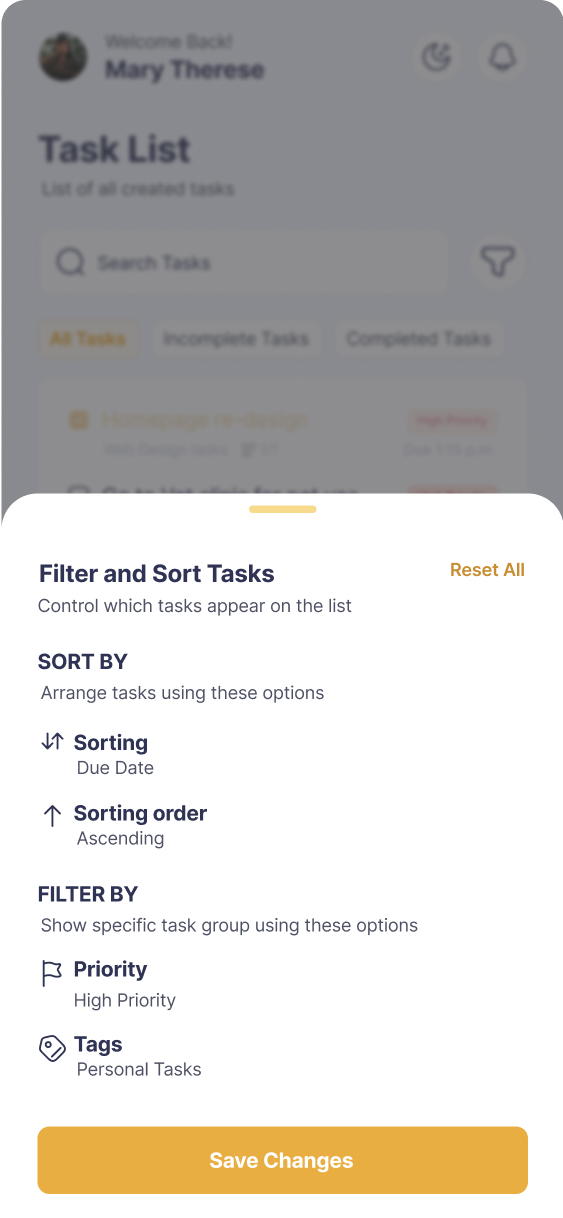 Welcome Back!
Mary Therese
Task List
List of all created tasks
Search Tasks
All Tasks
Incomplete Tasks
Completed Tasks
Homepage re-design
High Priority
Web Design tasks
Due 1:15 p.m
Filter and Sort Tasks
Reset All
Control which tasks appear on the list
SORT BY
Arrange tasks using these options
Sorting
Due Date
Sorting order
Ascending
FILTER BY
Show specific task group using these options
Priority
High Priority
Tags
Personal Tasks
Save Changes